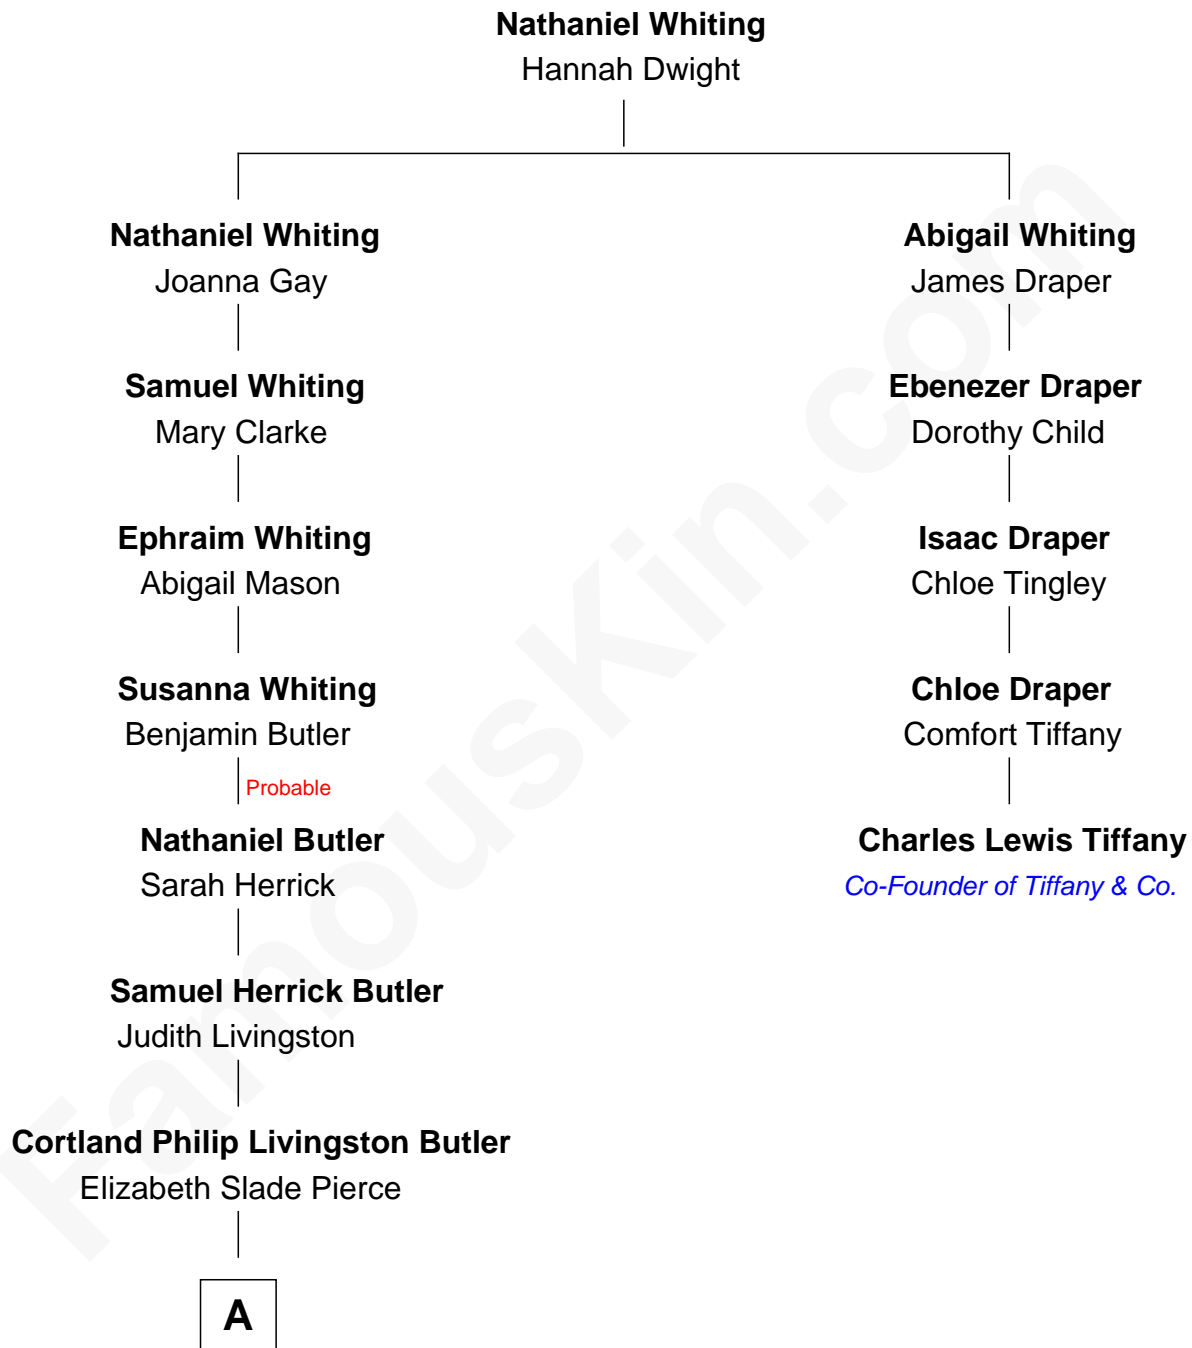 Nathaniel Whiting
Hannah Dwight
Nathaniel Whiting
Joanna Gay
Abigail Whiting
James Draper
Samuel Whiting
Mary Clarke
Ebenezer Draper
Dorothy Child
Ephraim Whiting
Abigail Mason
Isaac Draper
Chloe Tingley
Susanna Whiting
Benjamin Butler
Chloe Draper
Comfort Tiffany
Probable
Nathaniel Butler
Sarah Herrick
Charles Lewis Tiffany
Co-Founder of Tiffany & Co.
Samuel Herrick Butler
Judith Livingston
Cortland Philip Livingston Butler
Elizabeth Slade Pierce
A
FamousKin.com